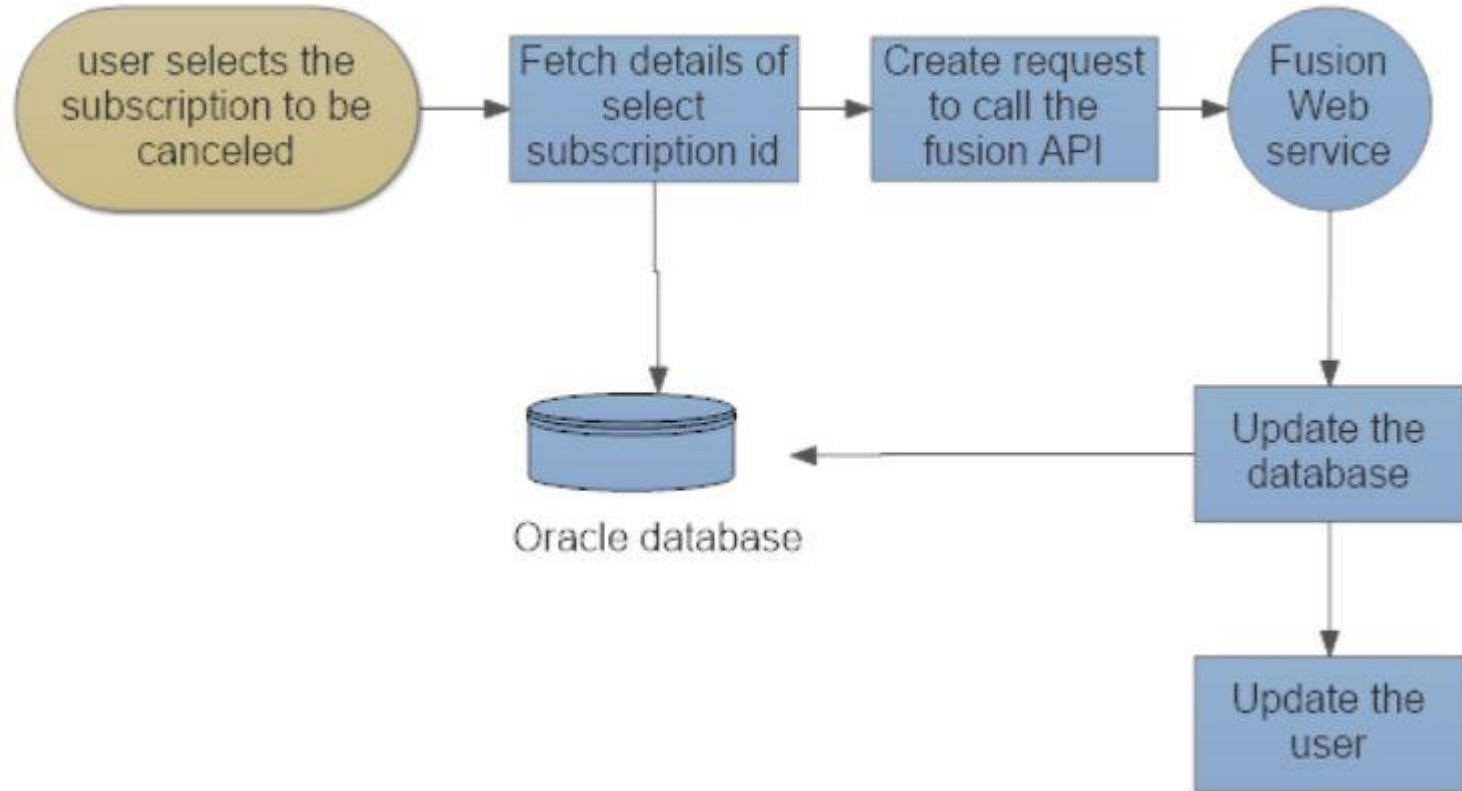 user selects the
subscription to be
canceled
Fetch details of
select
subscription id
Create request
to call the
fusion API
Fusion
Web
service
Update the
database
Oracle database
Update the
user